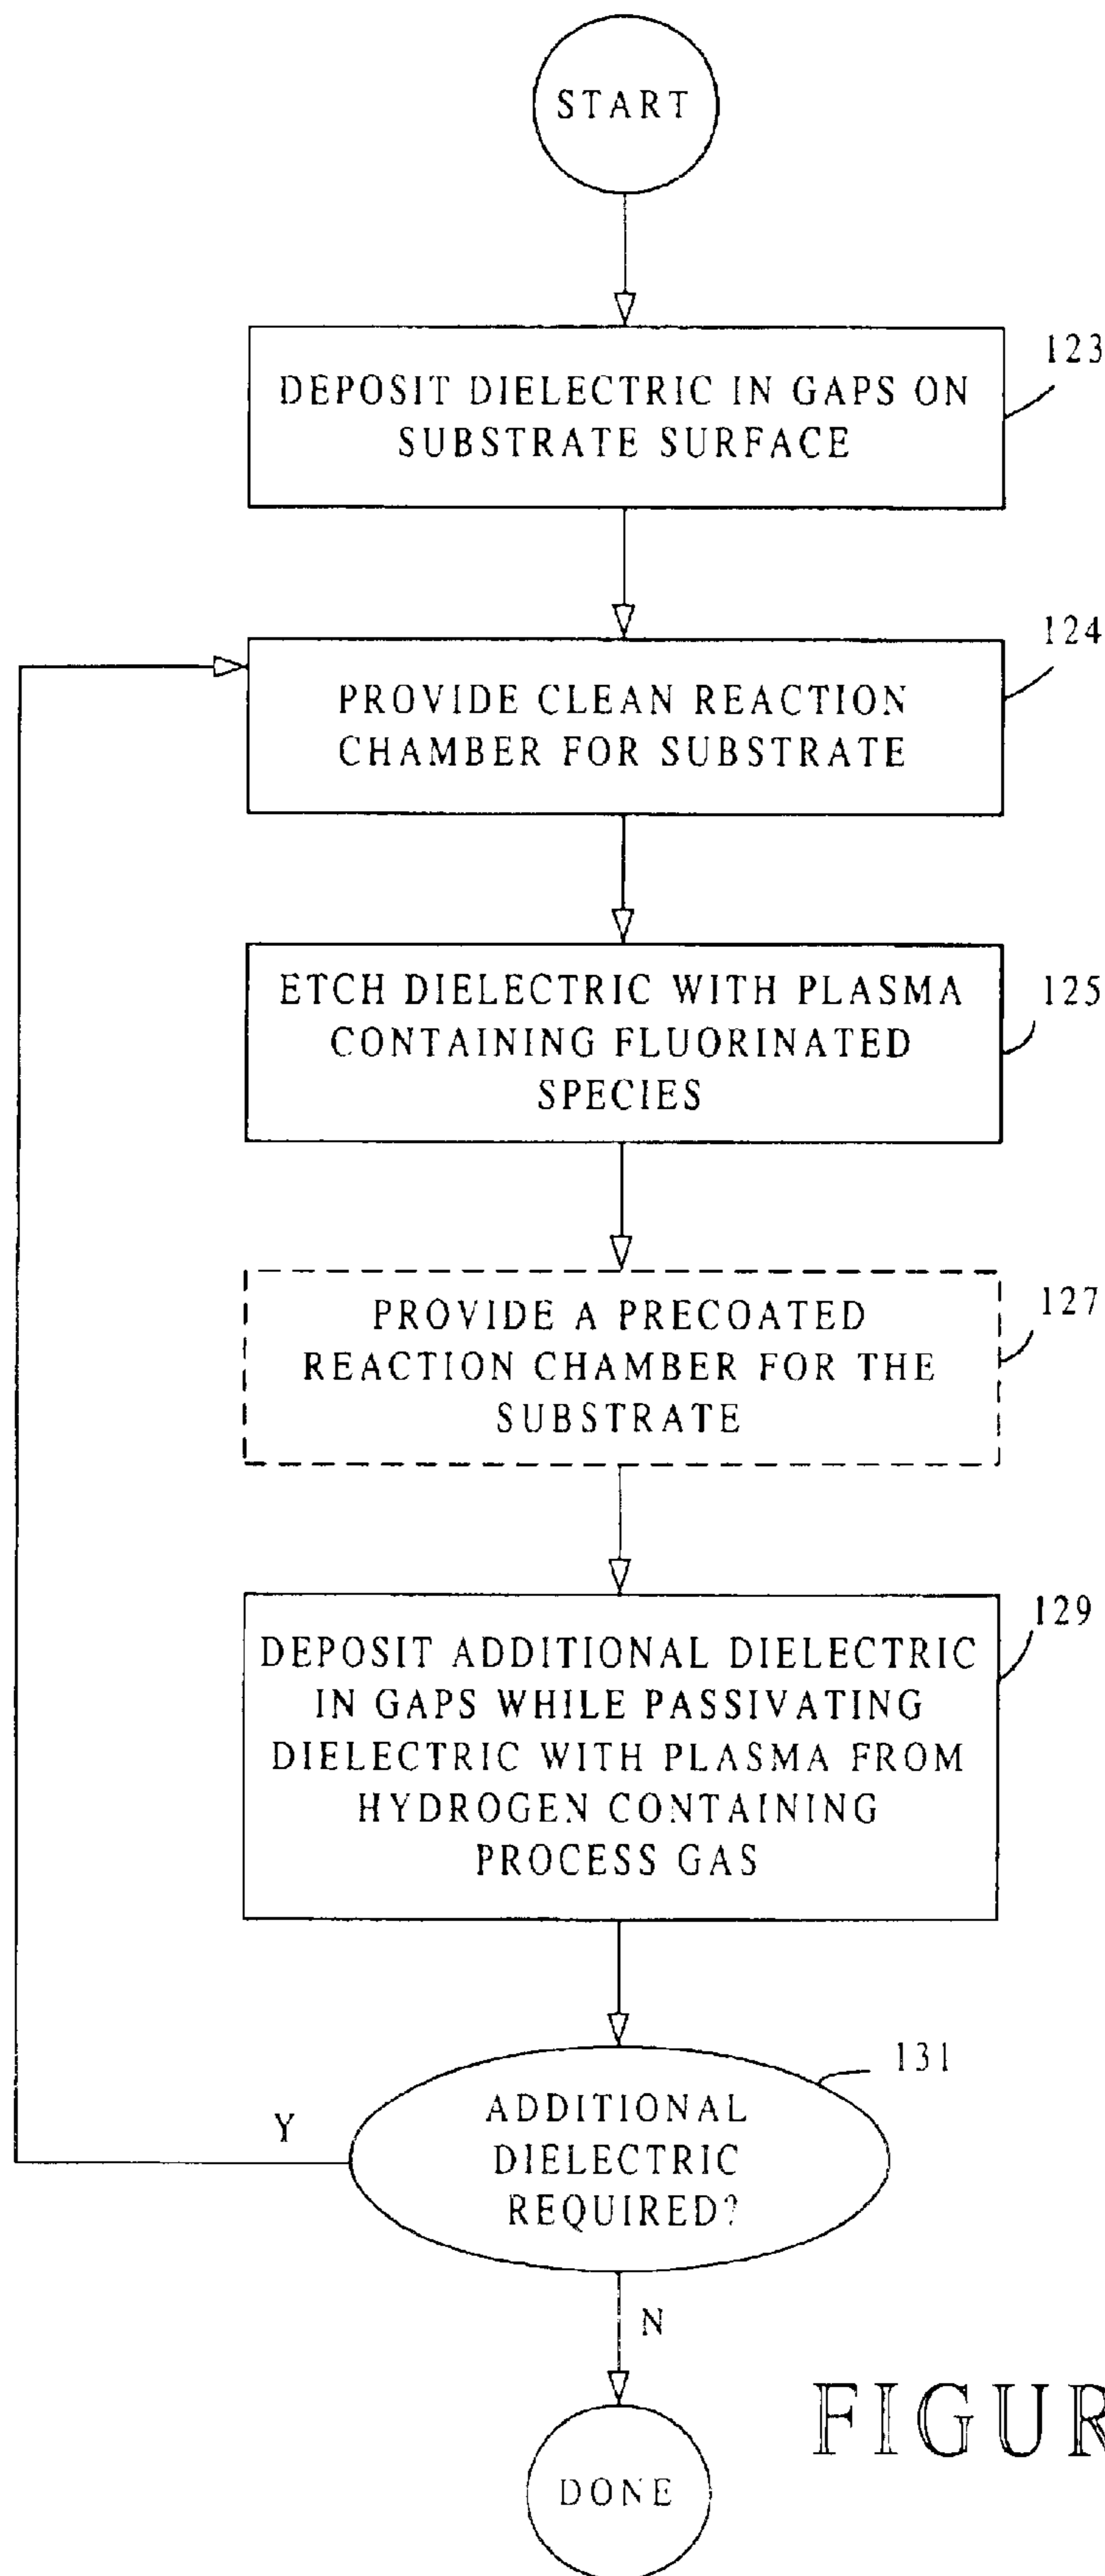 START
DEPOSIT DIELECTRIC IN GAPS ON
SUBSTRATE SURFACE
123
PROVIDE CLEAN REACTION
CHAMBER FOR SUBSTRATE
124
ETCH DIELECTRIC WITH PLASMA
CONTAINING FLUORINATED
SPECIES
125
PROVIDE A PRECOATED
REACTION CHAMBER FOR THE
SUBSTRATE
127
DEPOSIT ADDITIONAL DIELECTRIC
IN GAPS WHILE PASSIVATING
DIELECTRIC WITH PLASMA FROM
HYDROGEN CONTAINING
PROCESS GAS
129
ADDITIONAL
DIELECTRIC
REQUIRED?
131
Y
N
DONE
FIGUR